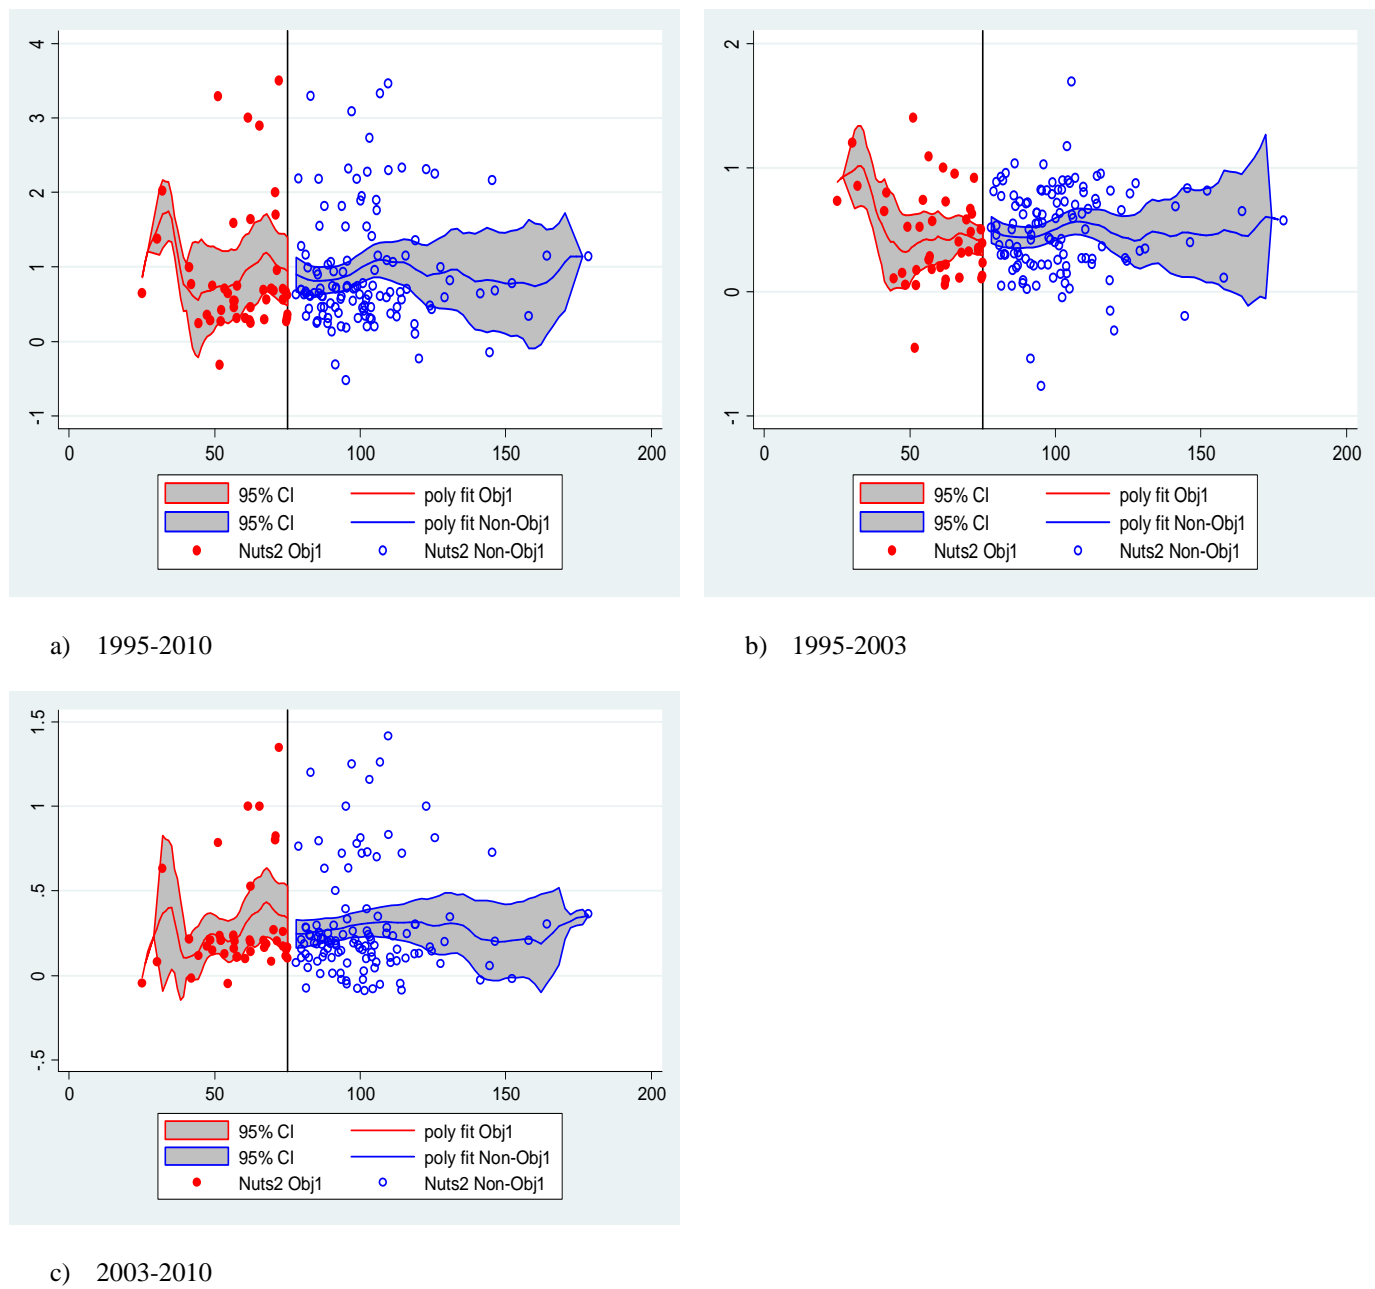 4
3
2
1
0
-1
0 50 100 150 200
95% CI poly fit Obj1
95% CI poly fit Non-Obj1
Nuts2 Obj1 Nuts2 Non-Obj1
a) 1995-2010
2
1
0
-1
0 50 100 150 200
95% CI poly fit Obj1
95% CI poly fit Non-Obj1
Nuts2 Obj1 Nuts2 Non-Obj1
b) 1995-2003
1.5
1
.5
0
-.5
0 50 100 150 200
95% CI poly fit Obj1
95% CI poly fit Non-Obj1
Nuts2 Obj1 Nuts2 Non-Obj1
c) 2003-2010